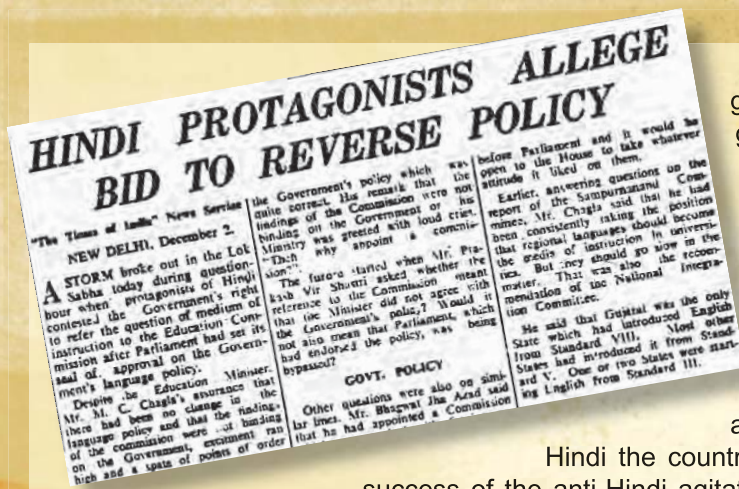 HINDI PROTAGONISTS ALLEGE
BID TO REVERSE POLICY
"The Times of India" News Service
NEW DELHI, December 2.
A STORM broke out in the Lok
Sabha today during question-
hour when protagonists of Hindi
contested the Government's right
to refer the question of medium of
instruction to the Education Com-
mission after Parliament had set its
seal of approval on the Govern-
ment's language policy.
Despite the Education Minister,
Mr. M. C. Chagla's assurance that
there had been no change in the
language policy and that the finding,
of the commission were not binding
on the Government, excitment ran
high and a spate of points of order
the Government's policy which was
quite correct. His remark that the
findings of the Commission were not
binding on the Government or his
Ministry was greeted with loud cries.
"Then why appoint a commis-
sion?".
The furore started when Mr. Pra-
kash Vir Shastri asked whether the
reference to the Commission meant
that the Minister did not agree with
the Government's policy? Would it
not also mean that Parliament, which
had endorsed the policy, was being
bypassed?
GOVT. POLICY
Other questions were also on simi-
lar lines. Mr. Bhagwat Jha Azad said
that he had appointed a Commission
before Parliament and it would be
open to the House to take whatever
attitude it liked on them.
Earlier, answering questions on the
report of the Sampurnanand Com-
mittee, Mr. Chagla said that he had
been consistently taking the position
that regional languages should become
the media of instruction in universi-
ties. But they should go slow in the
matter. That was also the recom-
mendation of the National Integra-
tion Committee.
He said that Gujrat was the only
State which had introduced English
from Standard VIII. Most other
States had introduced it from Stand-
ard V. One or two States were start-
ing English from Standard III.
Hindi the countr
success of the anti-Hindi agitat